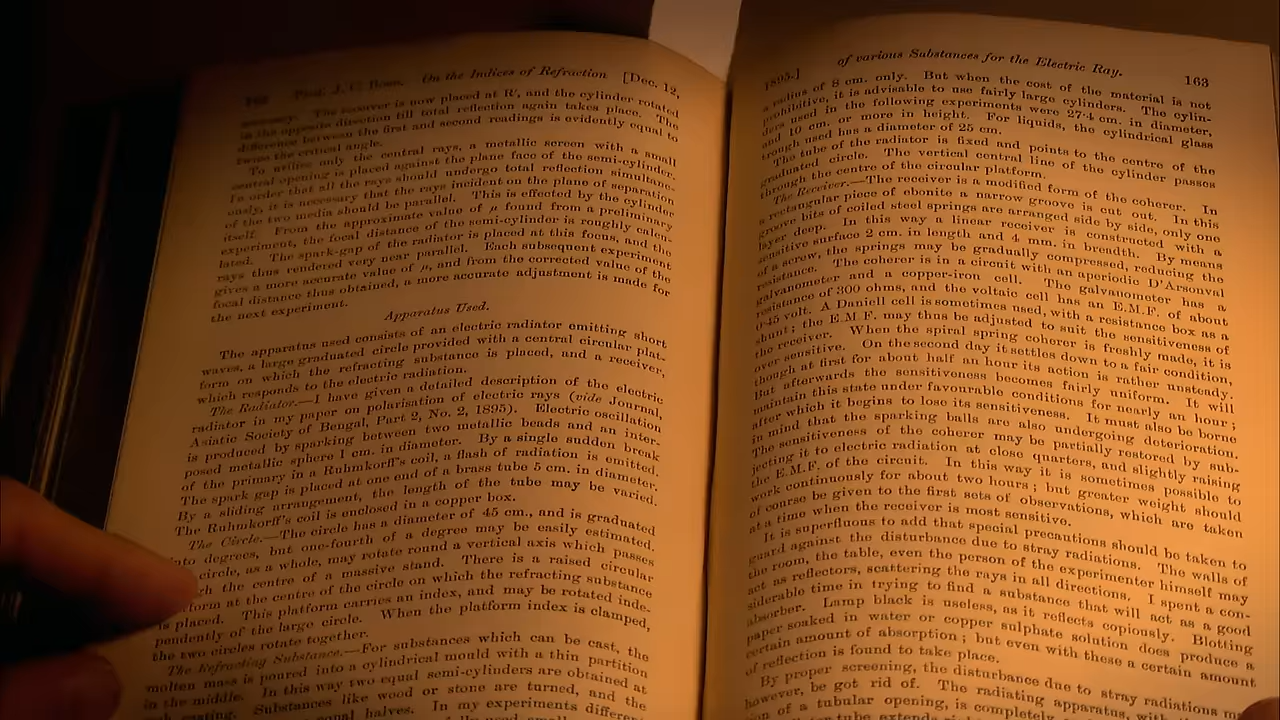 162 Prof. J. C. Bose. On the Indices of Refraction [Dec. 12,
necessary. The receiver is now placed at R′, and the cylinder rotated
in the opposite direction till total reflection again takes place. The
difference between the first and second readings is evidently equal to
twice the critical angle.
To utilise only the central rays, a metallic screen with a small
central opening is placed against the plane face of the semi-cylinder.
In order that all the rays should undergo total reflection simultane-
ously, it is necessary that the rays incident on the plane of separation
of the two media should be parallel. This is effected by the cylinder
itself. From the approximate value of μ found from a preliminary
experiment, the focal distance of the semi-cylinder is roughly calcu-
lated. The spark-gap of the radiator is placed at this focus, and the
rays thus rendered very near parallel. Each subsequent experiment
gives a more accurate value of μ, and from the corrected value of the
focal distance thus obtained, a more accurate adjustment is made for
the next experiment.
Apparatus Used.
The apparatus used consists of an electric radiator emitting short
waves, a large graduated circle provided with a central circular plat-
form on which the refracting substance is placed, and a receiver,
which responds to the electric radiation.
The Radiator.—I have given a detailed description of the electric
radiator in my paper on polarisation of electric rays (vide Journal,
Asiatic Society of Bengal, Part 2, No. 2, 1895). Electric oscillation
is produced by sparking between two metallic beads and an inter-
posed metallic sphere 1 cm. in diameter. By a single sudden break
of the primary in a Ruhmkorff's coil, a flash of radiation is emitted.
The spark gap is placed at one end of a brass tube 5 cm. in diameter.
By a sliding arrangement, the length of the tube may be varied.
The Ruhmkorff's coil is enclosed in a copper box.
The Circle.—The circle has a diameter of 45 cm., and is graduated
into degrees, but one-fourth of a degree may be easily estimated.
circle, as a whole, may rotate round a vertical axis which passes
the centre of a massive stand. There is a raised circular
form at the centre of the circle on which the refracting substance
is placed. This platform carries an index, and may be rotated inde-
pendently of the large circle. When the platform index is clamped,
the two circles rotate together.
The Refracting Substance.—For substances which can be cast, the
molten mass is poured into a cylindrical mould with a thin partition
in the middle. In this way two equal semi-cylinders are obtained at
casting. Substances like wood or stone are turned, and the
halves. In my experiments different
1895.] of various Substances for the Electric Ray. 163
a radius of 8 cm. only. But when the cost of the material is not
prohibitive, it is advisable to use fairly large cylinders. The cylin-
ders used in the following experiments were 27·4 cm. in diameter,
and 10 cm. or more in height. For liquids, the cylindrical glass
trough used has a diameter of 25 cm.
The tube of the radiator is fixed and points to the centre of the
graduated circle. The vertical central line of the cylinder passes
through the centre of the circular platform.
The Receiver.—The receiver is a modified form of the coherer. In
a rectangular piece of ebonite a narrow groove is cut out. In this
groove bits of coiled steel springs are arranged side by side, only one
layer deep. In this way a linear receiver is constructed with a
sensitive surface 2 cm. in length and 4 mm. in breadth. By means
of a screw, the springs may be gradually compressed, reducing the
resistance. The coherer is in a circuit with an aperiodic D'Arsonval
galvanometer and a copper-iron cell. The galvanometer has a
resistance of 300 ohms, and the voltaic cell has an E.M.F. of about
0·45 volt. A Daniell cell is sometimes used, with a resistance box as a
shunt; the E.M.F. may thus be adjusted to suit the sensitiveness of
the receiver. When the spiral spring coherer is freshly made, it is
over sensitive. On the second day it settles down to a fair condition,
though at first for about half an hour its action is rather unsteady.
But afterwards the sensitiveness becomes fairly uniform. It will
maintain this state under favourable conditions for nearly an hour;
after which it begins to lose its sensitiveness. It must also be borne
in mind that the sparking balls are also undergoing deterioration.
The sensitiveness of the coherer may be partially restored by sub-
jecting it to electric radiation at close quarters, and slightly raising
the E.M.F. of the circuit. In this way it is sometimes possible to
work continuously for about two hours; but greater weight should
of course be given to the first sets of observations, which are taken
at a time when the receiver is most sensitive.
It is superfluous to add that special precautions should be taken to
guard against the disturbance due to stray radiations. The walls of
the room, the table, even the person of the experimenter himself may
act as reflectors, scattering the rays in all directions. I spent a con-
siderable time in trying to find a substance that will act as a good
absorber. Lamp black is useless, as it reflects copiously. Blotting
paper soaked in water or copper sulphate solution does produce a
certain amount of absorption; but even with these a certain amount
of reflection is found to take place.
By proper screening, the disturbance due to stray radiations may,
however, be got rid of. The radiating apparatus, with
of a tubular opening, is completely
tube extends